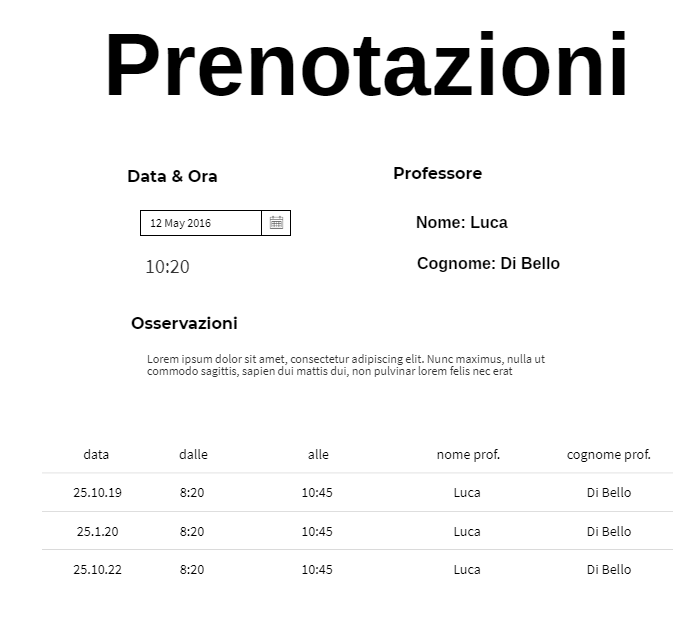 Prenotazioni
Data & Ora
Professore
12 May 2016
Nome: Luca
10:20
Cognome: Di Bello
Osservazioni
Lorem ipsum dolor sit amet, consectetur adipiscing elit. Nunc maximus, nulla ut
commodo sagittis, sapien dui mattis dui, non pulvinar lorem felis nec erat
data dalle alle nome prof. cognome prof.
25.10.19 8:20 10:45 Luca Di Bello
25.1.20 8:20 10:45 Luca Di Bello
25.10.22 8:20 10:45 Luca Di Bello